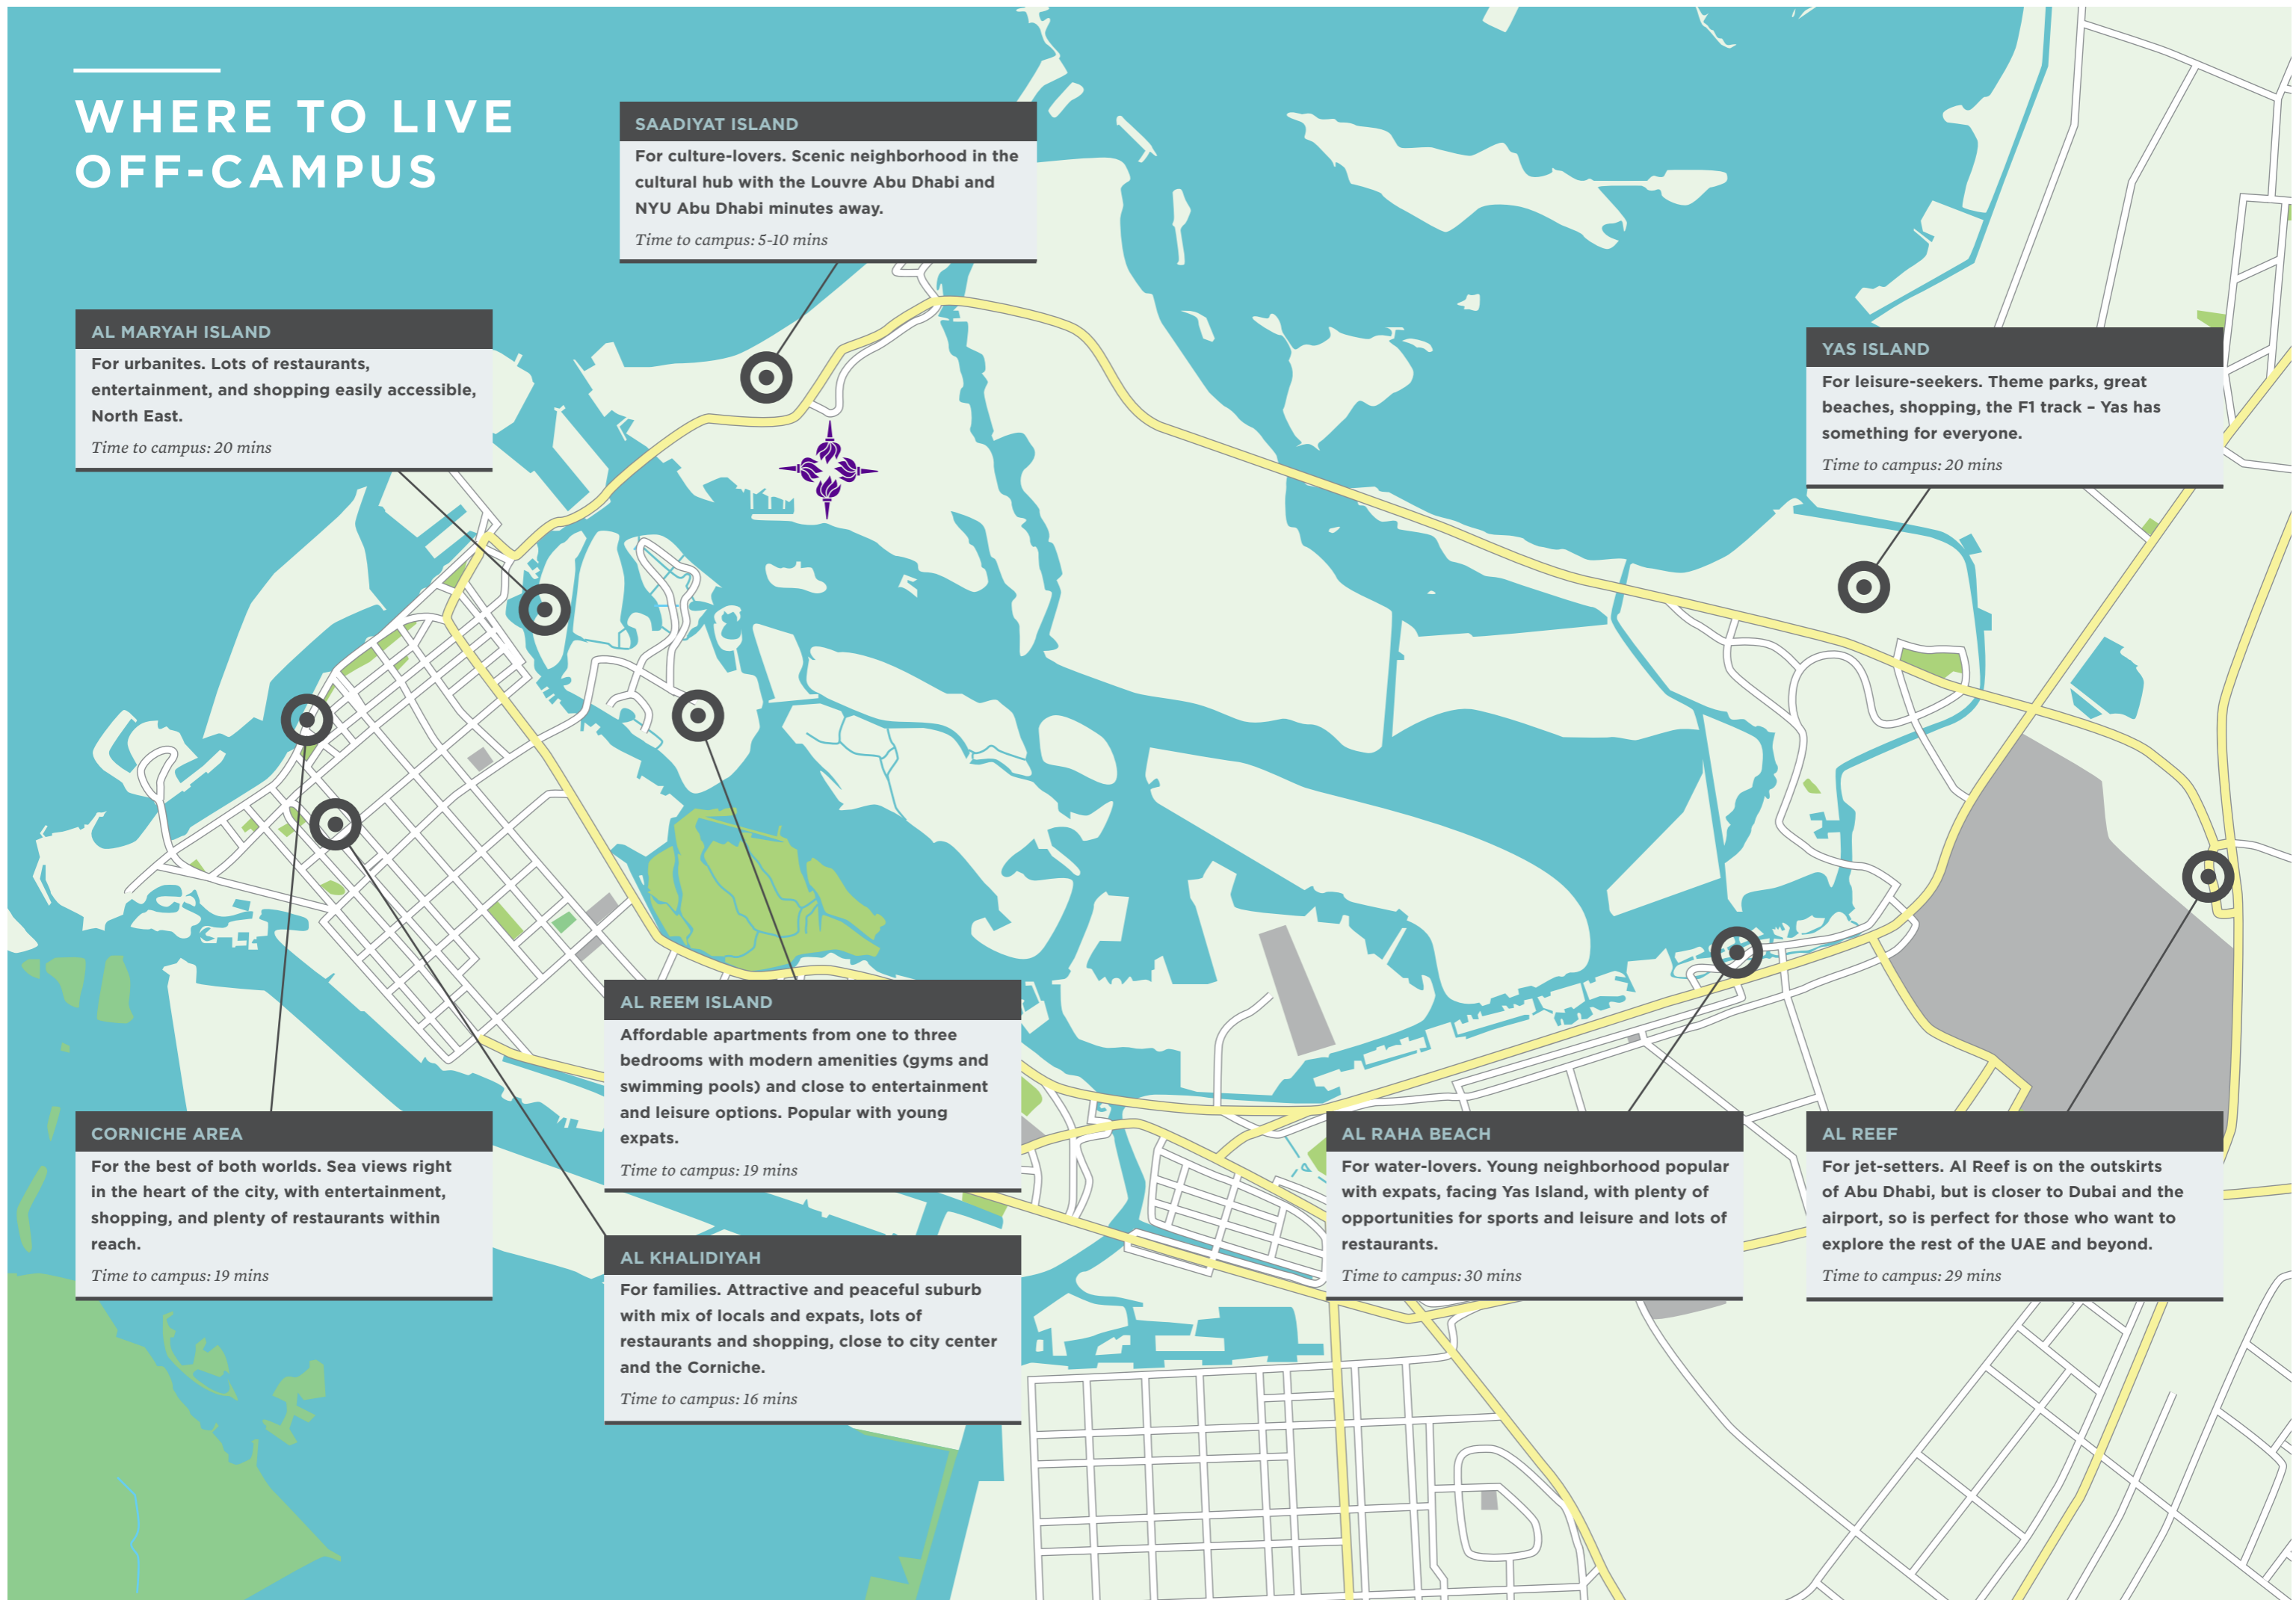 WHERE TO LIVE
OFF-CAMPUS
SAADIYAT ISLAND
For culture-lovers. Scenic neighborhood in the
cultural hub with the Louvre Abu Dhabi and
NYU Abu Dhabi minutes away.
Time to campus: 5-10 mins
AL MARYAH ISLAND
For urbanites. Lots of restaurants,
entertainment, and shopping easily accessible,
North East.
Time to campus: 20 mins
YAS ISLAND
For leisure-seekers. Theme parks, great
beaches, shopping, the F1 track – Yas has
something for everyone.
Time to campus: 20 mins
AL REEM ISLAND
Affordable apartments from one to three
bedrooms with modern amenities (gyms and
swimming pools) and close to entertainment
and leisure options. Popular with young
expats.
Time to campus: 19 mins
CORNICHE AREA
For the best of both worlds. Sea views right
in the heart of the city, with entertainment,
shopping, and plenty of restaurants within
reach.
Time to campus: 19 mins
AL KHALIDIYAH
For families. Attractive and peaceful suburb
with mix of locals and expats, lots of
restaurants and shopping, close to city center
and the Corniche.
Time to campus: 16 mins
AL RAHA BEACH
For water-lovers. Young neighborhood popular
with expats, facing Yas Island, with plenty of
opportunities for sports and leisure and lots of
restaurants.
Time to campus: 30 mins
AL REEF
For jet-setters. Al Reef is on the outskirts
of Abu Dhabi, but is closer to Dubai and the
airport, so is perfect for those who want to
explore the rest of the UAE and beyond.
Time to campus: 29 mins